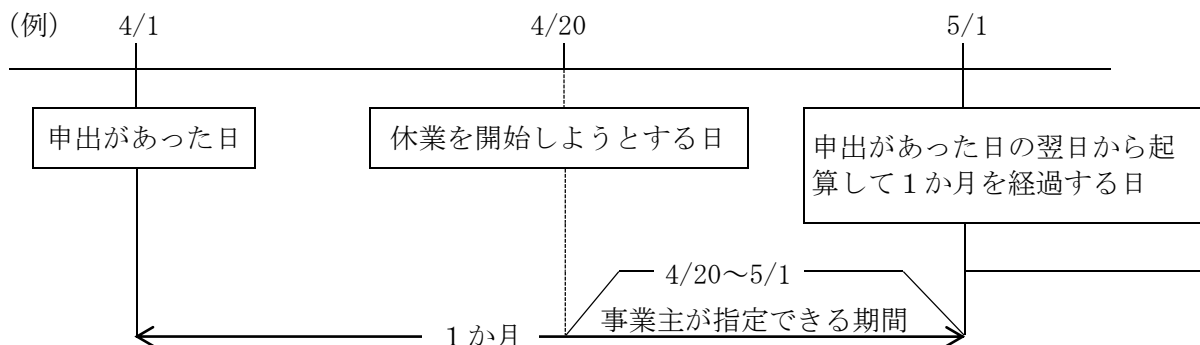 (例)
4/1
4/20
5/1
申出があった日
休業を開始しようとする日
申出があった日の翌日から起
算して１か月を経過する日
4/20～5/1
事業主が指定できる期間
１か月